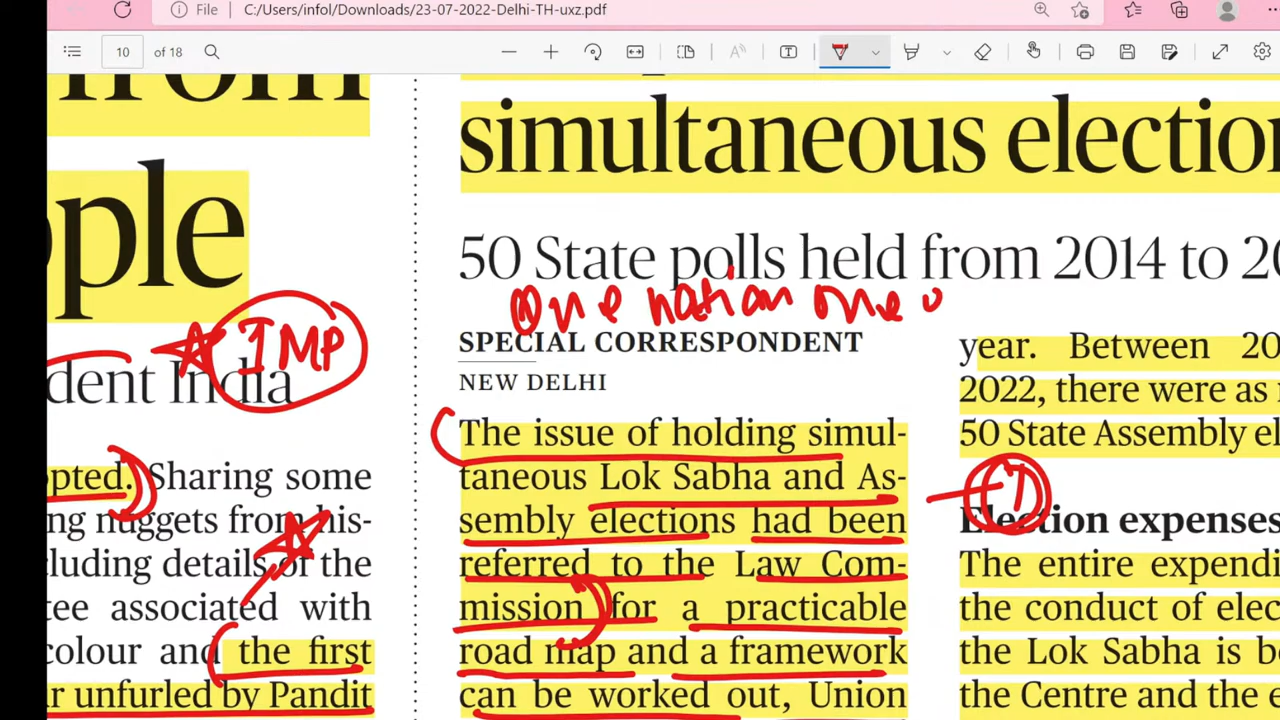 File
C:/Users/infol/Downloads/23-07-2022-Delhi-TH-uxz.pdf
10 of 18
from
ple
IMP
dent India
opted. Sharing some
ng nuggets from his-
cluding details of the
tee associated with
colour and the first
r unfurled by Pandit
simultaneous electio
50 State polls held from 2014 to 20
One nation one
SPECIAL CORRESPONDENT
NEW DELHI
The issue of holding simul-
taneous Lok Sabha and As-
sembly elections had been
referred to the Law Com-
mission for a practicable
road map and a framework
can be worked out, Union
year. Between 20
2022, there were as
50 State Assembly el
Election expenses
The entire expendi
the conduct of elec
the Lok Sabha is be
the Centre and the e